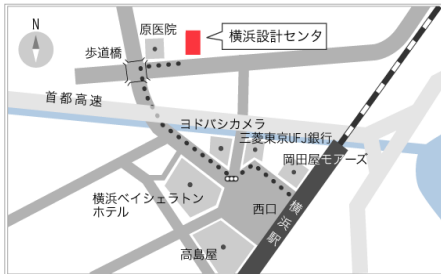 N
原医院
横浜設計センタ
歩道橋
首都高速
ヨドバシカメラ
三菱東京UFJ銀行
岡田屋モアーズ
横浜ベイシェラトン
ホテル
西口
横浜駅
高島屋